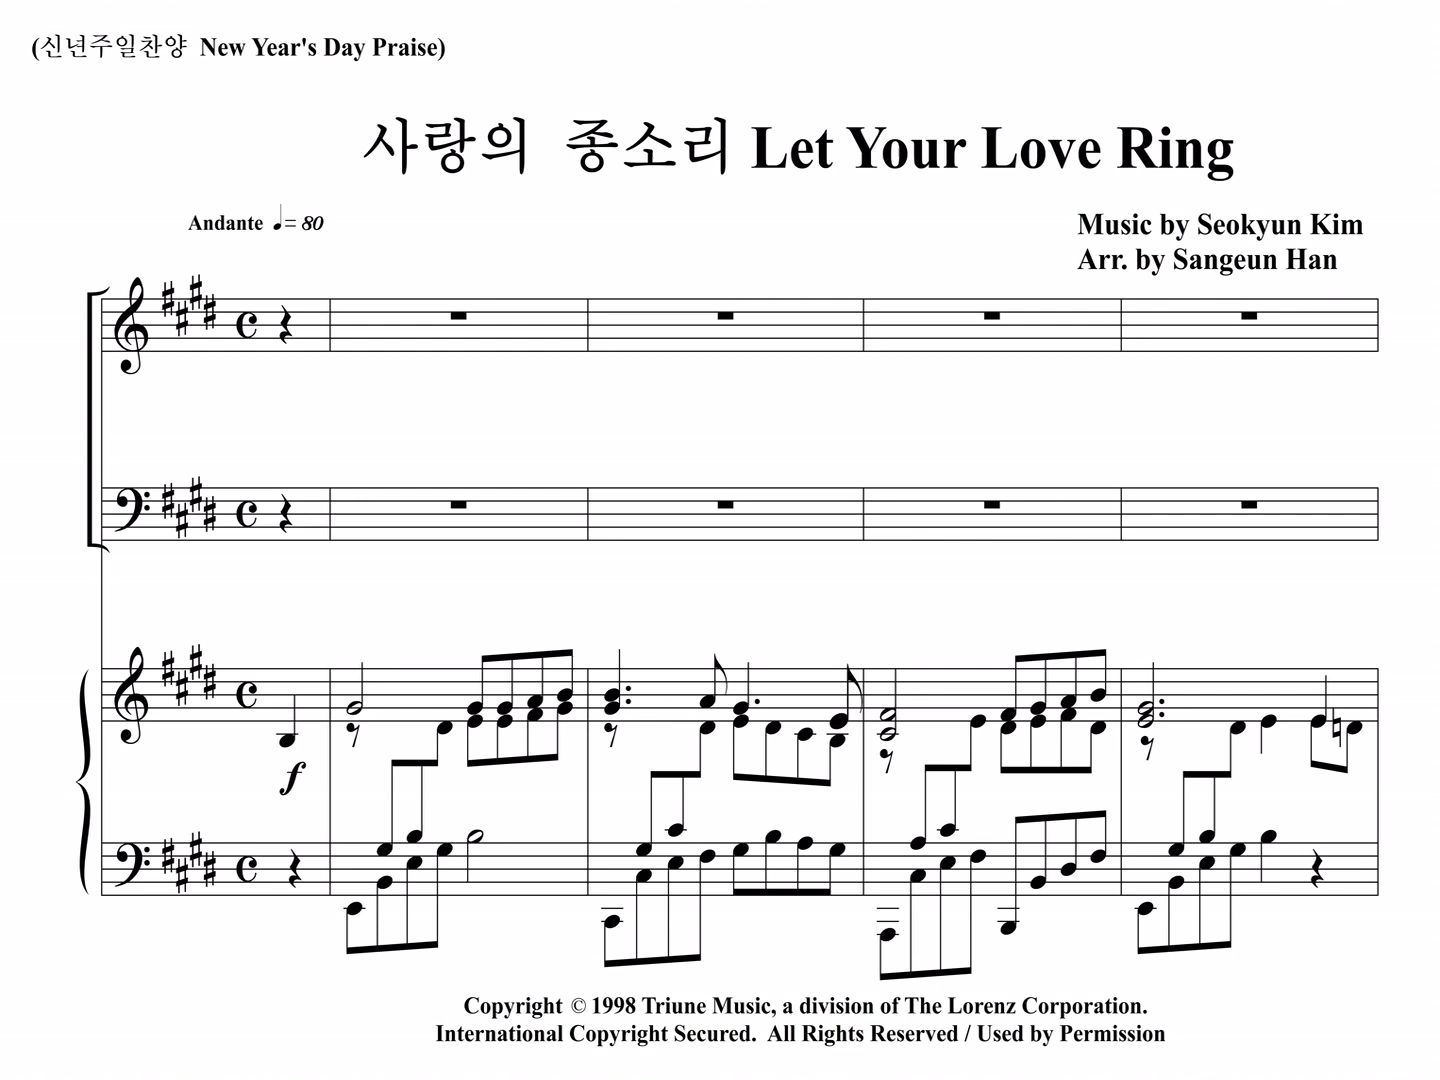 (신년주일찬양 New Year's Day Praise)
사랑의 종소리 Let Your Love Ring
Andante ♩= 80
Music by Seokyun Kim
Arr. by Sangeun Han
f
Copyright © 1998 Triune Music, a division of The Lorenz Corporation.
International Copyright Secured. All Rights Reserved / Used by Permission